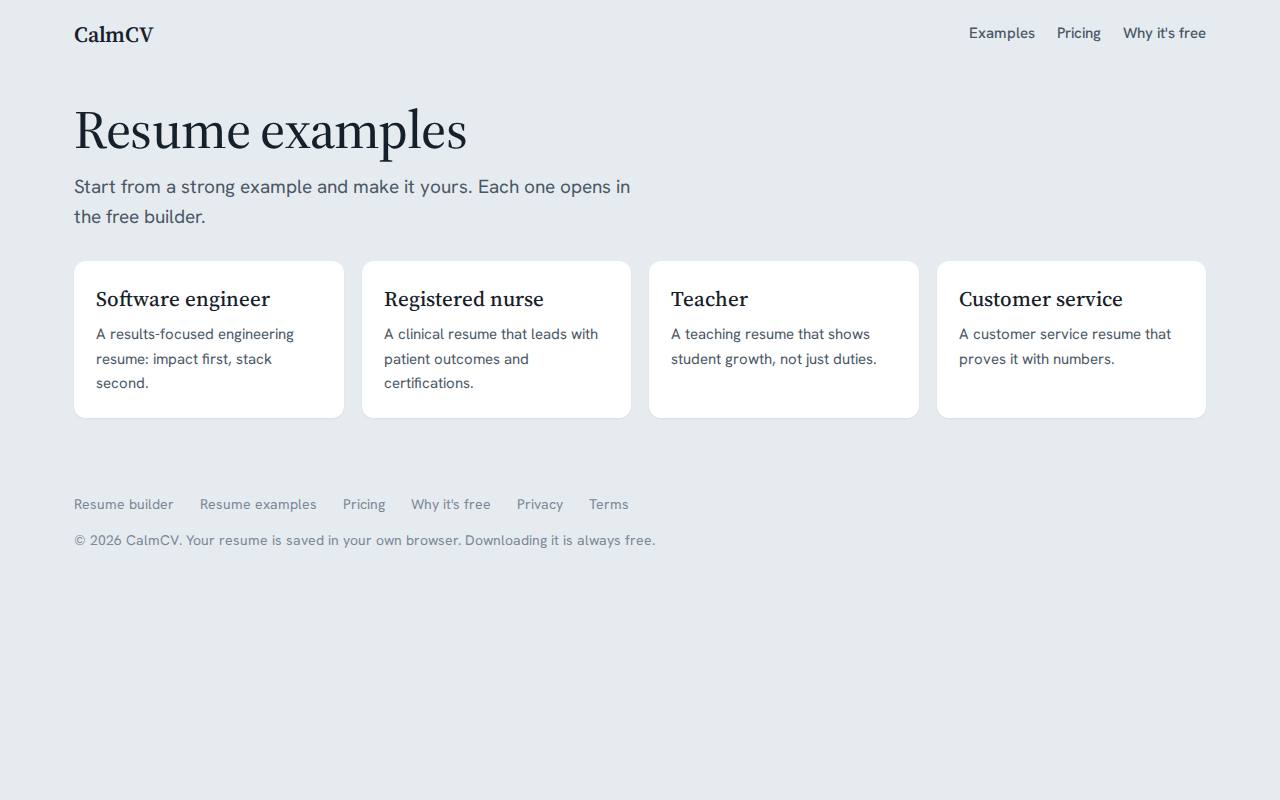 CalmCV
Examples
Pricing
Why it's free
Resume examples
Start from a strong example and make it yours. Each one opens in
the free builder.
Software engineer
A results-focused engineering
resume: impact first, stack
second.
Registered nurse
A clinical resume that leads with
patient outcomes and
certifications.
Teacher
A teaching resume that shows
student growth, not just duties.
Customer service
A customer service resume that
proves it with numbers.
Resume builder
Resume examples
Pricing
Why it's free
Privacy
Terms
© 2026 CalmCV. Your resume is saved in your own browser. Downloading it is always free.